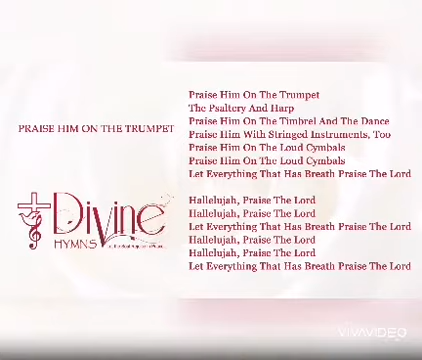 PRAISE HIM ON THE TRUMPET
Divine
HYMNS
Praise Him On The Trumpet
The Psaltery And Harp
Praise Him On The Timbrel And The Dance
Praise Him With Stringed Instruments, Too
Praise Him On The Loud Cymbals
Praise Him On The Loud Cymbals
Let Everything That Has Breath Praise The Lord
Hallelujah, Praise The Lord
Hallelujah, Praise The Lord
Let Everything That Has Breath Praise The Lord
Hallelujah, Praise The Lord
Hallelujah, Praise The Lord
Let Everything That Has Breath Praise The Lord
VIVAVIDEO